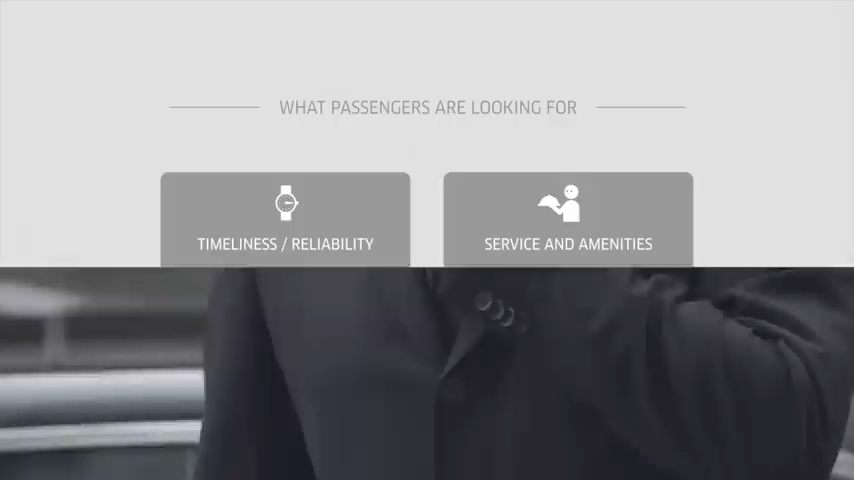 WHAT PASSENGERS ARE LOOKING FOR
TIMELINESS / RELIABILITY
SERVICE AND AMENITIES